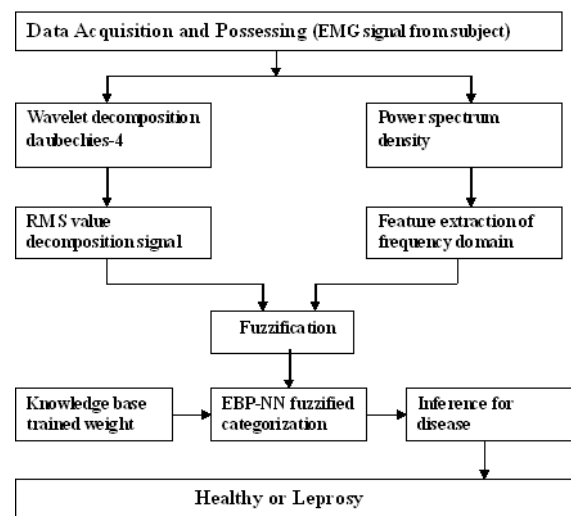 Data Acquisition and Possessing (EMG signal from subject)
Wavelet decomposition
daubechies-4
Power spectrum
density
RMS value
decomposition signal
Feature extraction of
frequency domain
Fuzzification
Knowledge base
trained weight
EBP-NN fuzzified
categorization
Inference for
disease
Healthy or Leprosy